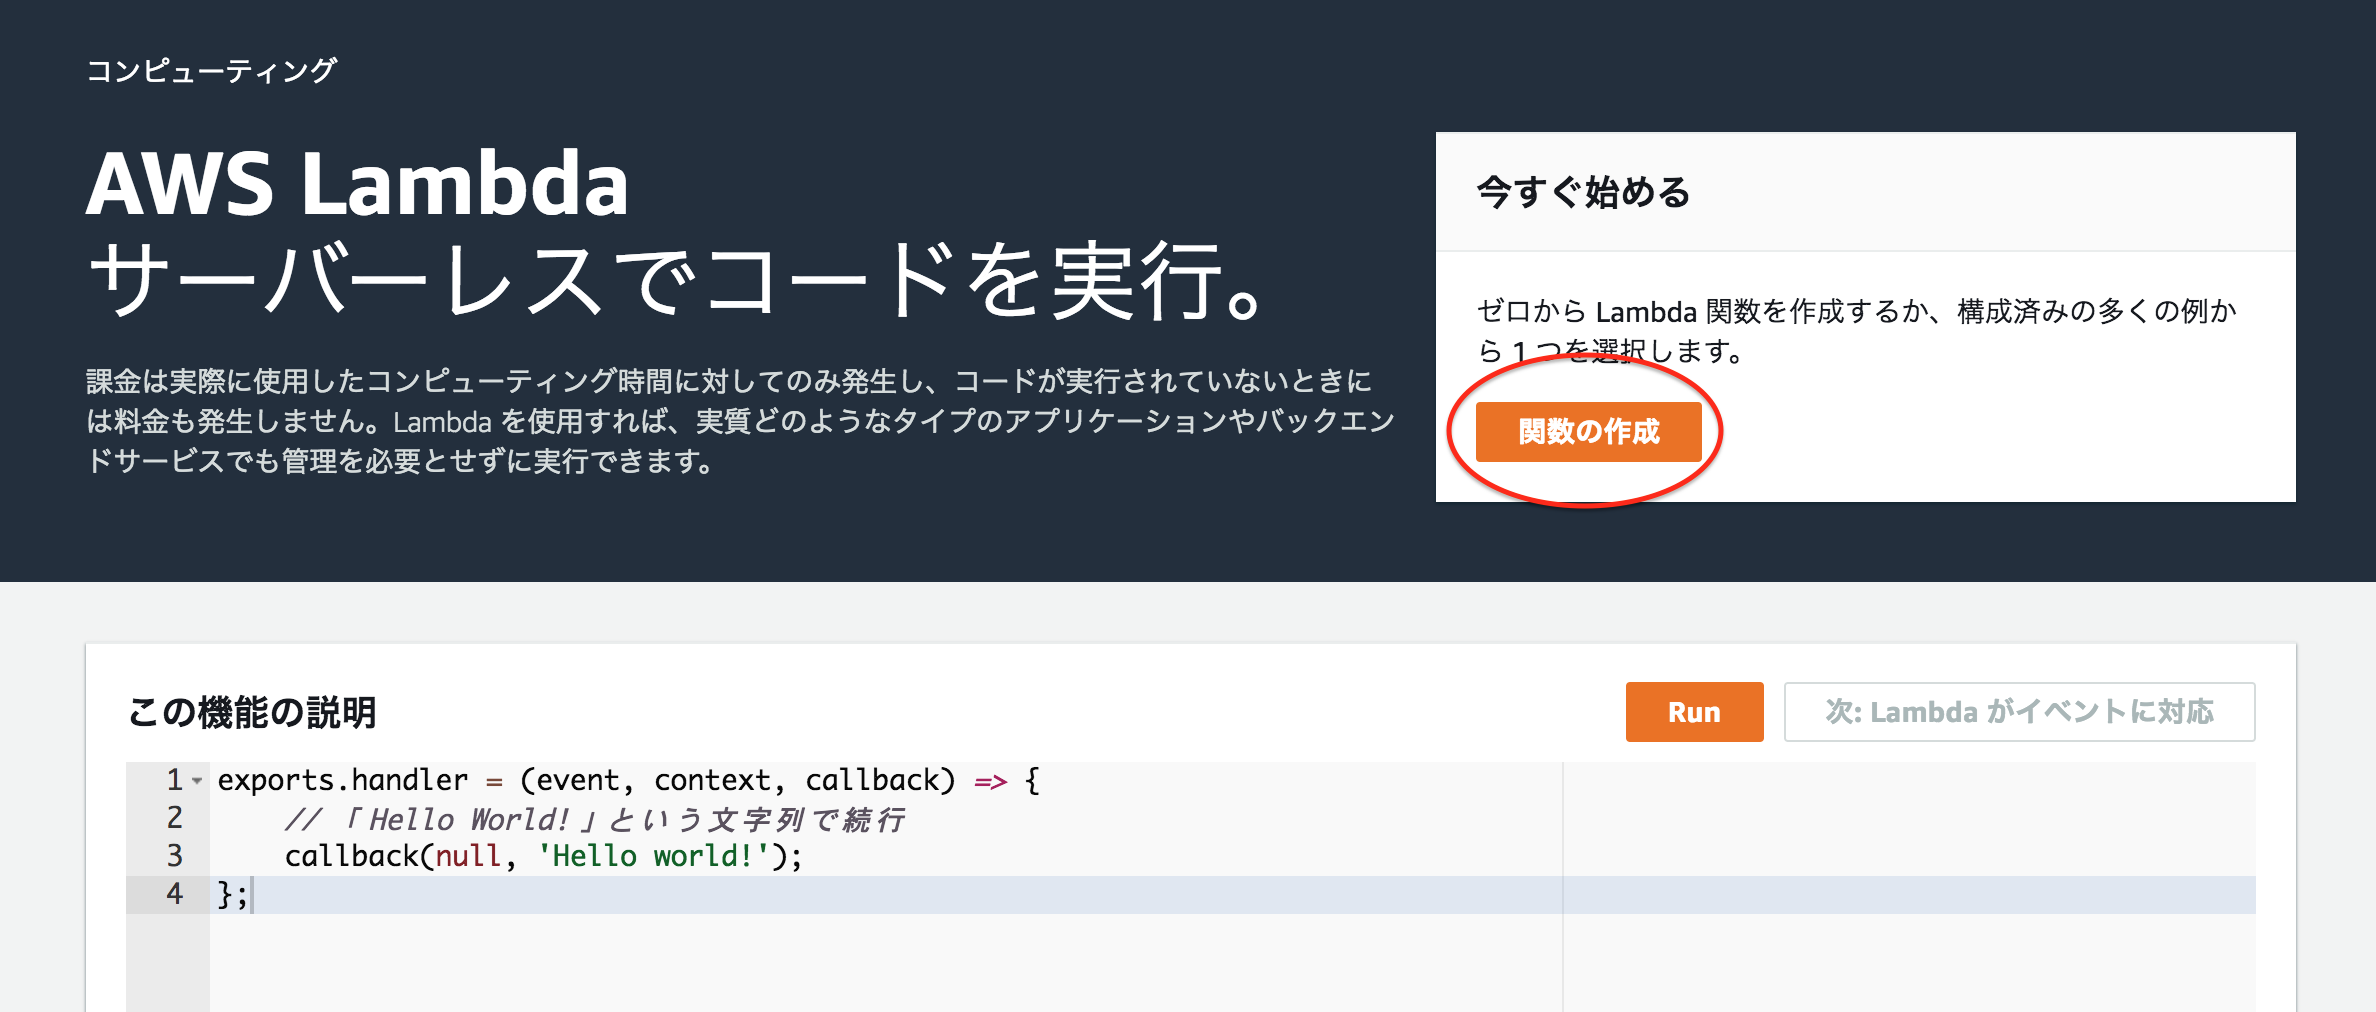 コンピューティング
AWS Lambda
サーバーレスでコードを実行。
課金は実際に使用したコンピューティング時間に対してのみ発生し、コードが実行されていないときに
は料金も発生しません。Lambda を使用すれば、実質どのようなタイプのアプリケーションやバックエン
ドサービスでも管理を必要とせずに実行できます。
今すぐ始める
ゼロから Lambda 関数を作成するか、構成済みの多くの例か
ら 1 つを選択します。
関数の作成
この機能の説明
Run
次: Lambda がイベントに対応
1 exports.handler = (event, context, callback) => {
2     // 「Hello World!」という文字列で続行
3     callback(null, 'Hello world!');
4 };